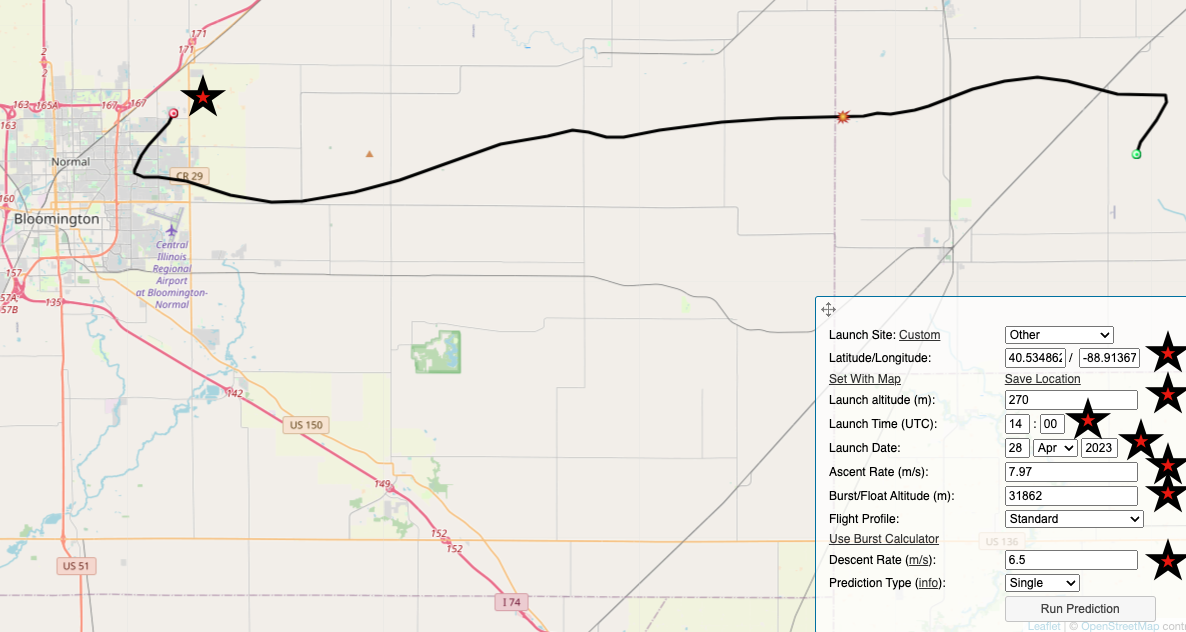 171
171
2
2
163
165A
167
167
163
Normal
CR 29
160
Bloomington
Central
Illinois
Regional
Airport
at Bloomington-
Normal
157
57A,
57B
135
142
US 150
149
152
152
US 51
I 74
US 136
Launch Site: Custom Other
Latitude/Longitude: 40.534862 / -88.91367
Set With Map Save Location
Launch altitude (m): 270
Launch Time (UTC): 14 : 00
Launch Date: 28 Apr 2023
Ascent Rate (m/s): 7.97
Burst/Float Altitude (m): 31862
Flight Profile: Standard
Use Burst Calculator
Descent Rate (m/s): 6.5
Prediction Type (info): Single
Run Prediction
Leaflet | © OpenStreetMap cont